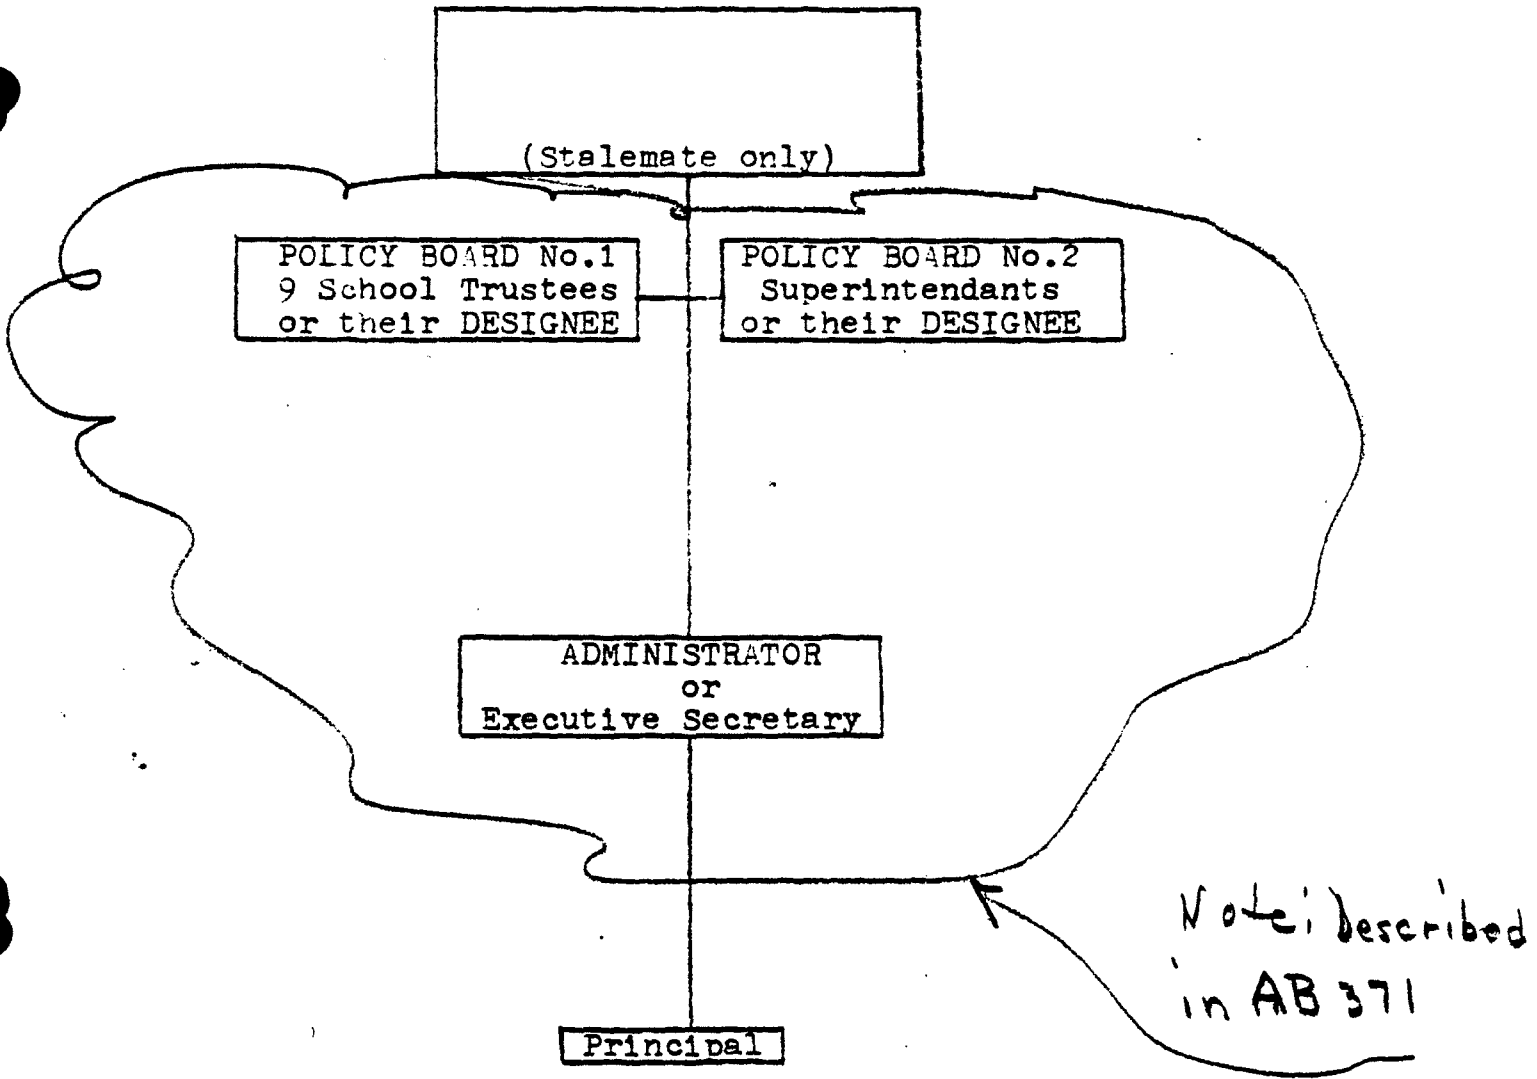 (Stalemate only)
POLICY BOARD No.1
9 School Trustees
or their DESIGNEE
POLICY BOARD No.2
Superintendants
or their DESIGNEE
ADMINISTRATOR
or
Executive Secretary
Principal
Note: Described
in AB 371